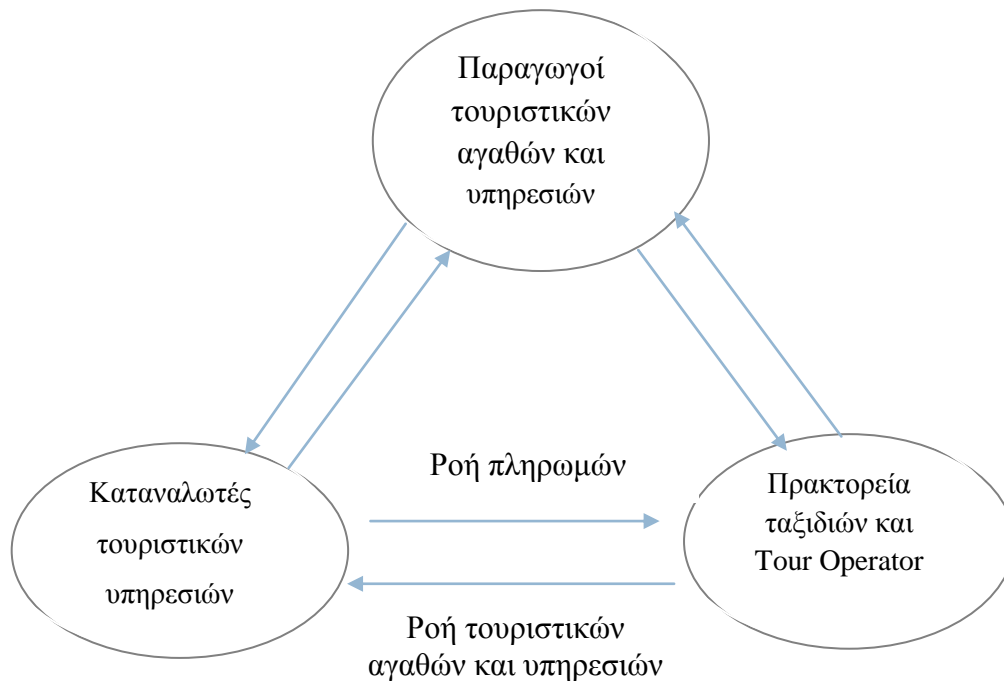 Παραγωγοί
τουριστικών
αγαθών και
υπηρεσιών
Ροή πληρωμών
Καταναλωτές
τουριστικών
υπηρεσιών
Πρακτορεία
ταξιδιών και
Tour Operator
Ροή τουριστικών
αγαθών και υπηρεσιών